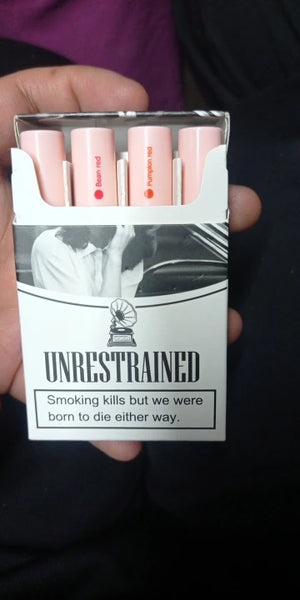 Bean red
Pumpkin red
UNRESTRAINED
Smoking kills but we were
born to die either way.